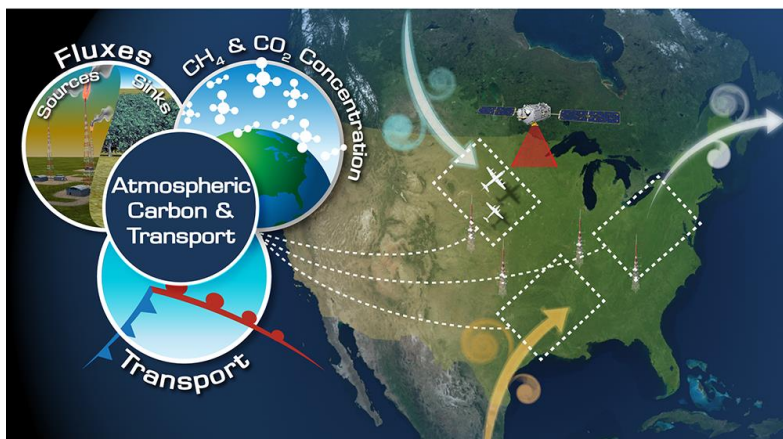 Fluxes
Sources
Sinks
CH₄ & CO₂ Concentration
Atmospheric
Carbon &
Transport
Transport